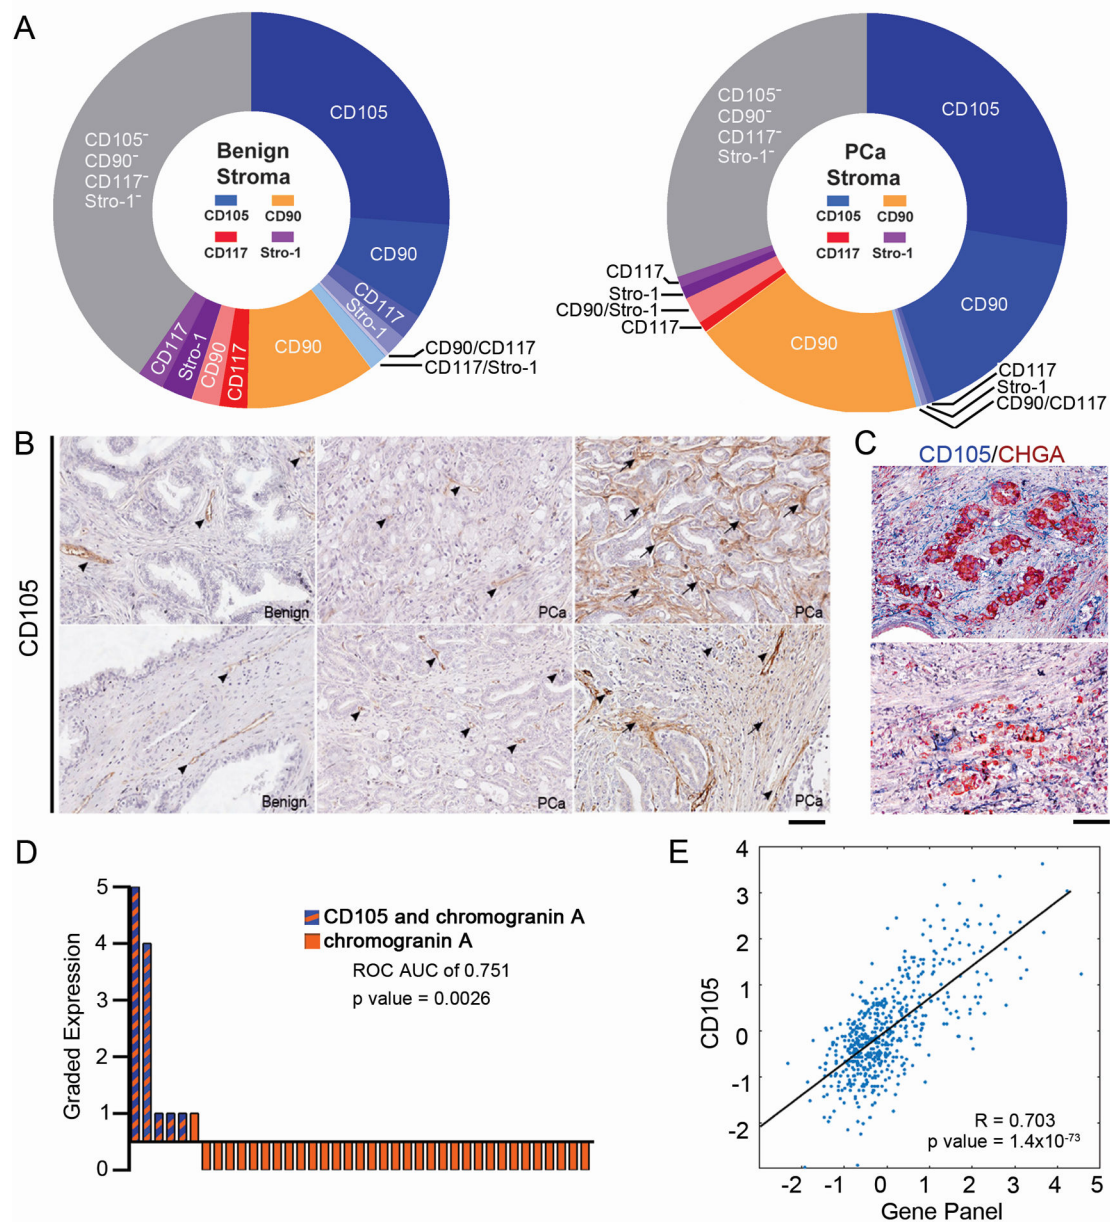 A
CD105
CD90
CD117
Stro-1
CD90/CD117
CD117/Stro-1
CD90
CD117
CD90
Stro-1
CD117
CD105⁻
CD90⁻
CD117⁻
Stro-1⁻
Benign
Stroma
CD105
CD90
CD117
Stro-1
CD105
CD90
CD117
Stro-1
CD90/CD117
CD90
CD117
CD90/Stro-1
Stro-1
CD117
CD105⁻
CD90⁻
CD117⁻
Stro-1⁻
PCa
Stroma
CD105
CD90
CD117
Stro-1
B
CD105
Benign
PCa
PCa
Benign
PCa
PCa
C
CD105/CHGA
D
Graded Expression
5
4
3
2
1
0
CD105 and chromogranin A
chromogranin A
ROC AUC of 0.751
p value = 0.0026
E
CD105
4
3
2
1
0
-1
-2
R = 0.703
p value = 1.4x10⁻⁷³
-2 -1 0 1 2 3 4 5
Gene Panel